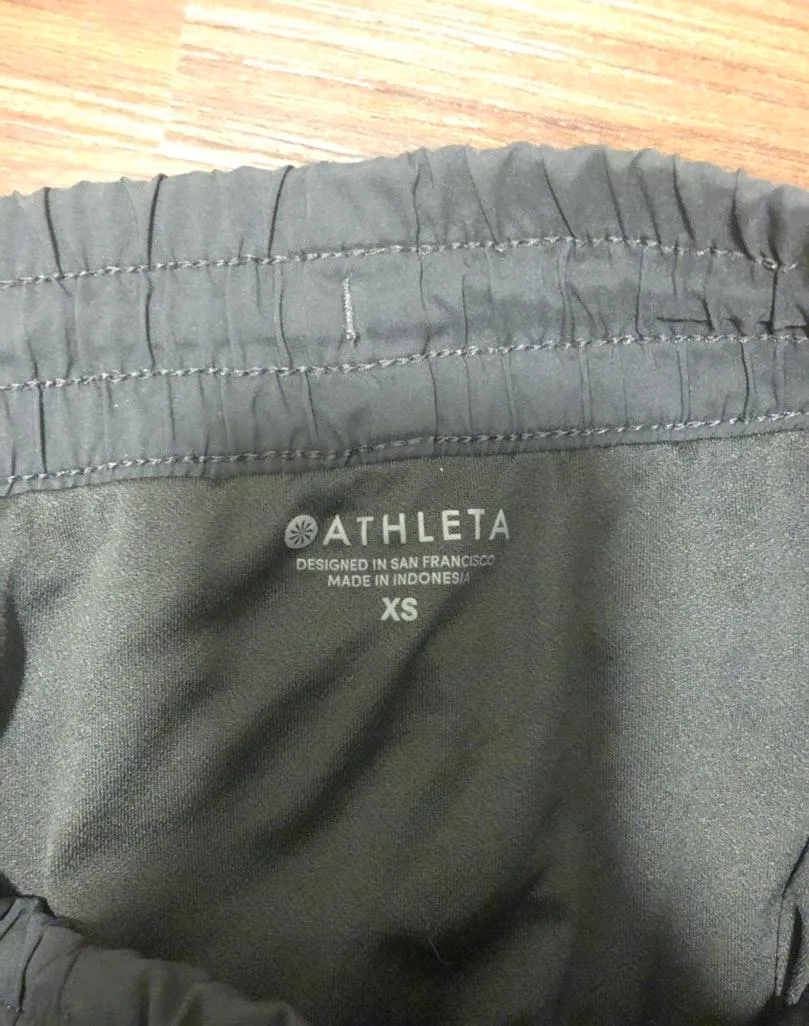 ATHLETA
DESIGNED IN SAN FRANCISCO
MADE IN INDONESIA
XS